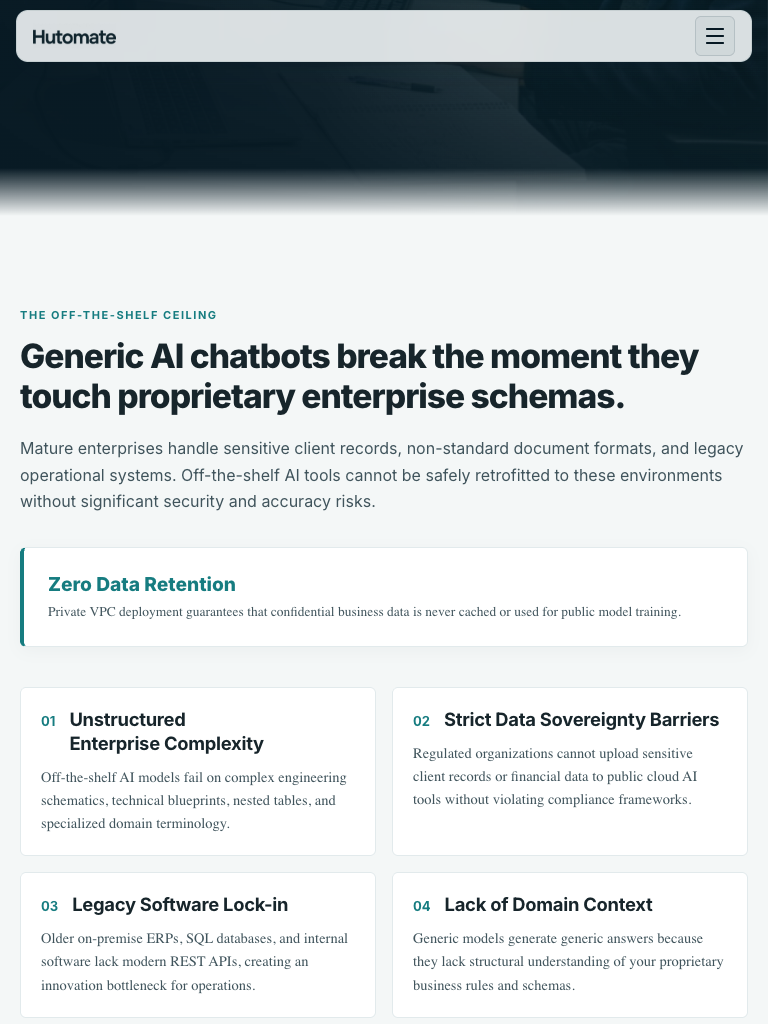 Hutomate
THE OFF-THE-SHELF CEILING
Generic AI chatbots break the moment they
touch proprietary enterprise schemas.
Mature enterprises handle sensitive client records, non-standard document formats, and legacy
operational systems. Off-the-shelf AI tools cannot be safely retrofitted to these environments
without significant security and accuracy risks.
Zero Data Retention
Private VPC deployment guarantees that confidential business data is never cached or used for public model training.
01 Unstructured
Enterprise Complexity
Off-the-shelf AI models fail on complex engineering
schematics, technical blueprints, nested tables, and
specialized domain terminology.
02 Strict Data Sovereignty Barriers
Regulated organizations cannot upload sensitive
client records or financial data to public cloud AI
tools without violating compliance frameworks.
03 Legacy Software Lock-in
Older on-premise ERPs, SQL databases, and internal
software lack modern REST APIs, creating an
innovation bottleneck for operations.
04 Lack of Domain Context
Generic models generate generic answers because
they lack structural understanding of your proprietary
business rules and schemas.